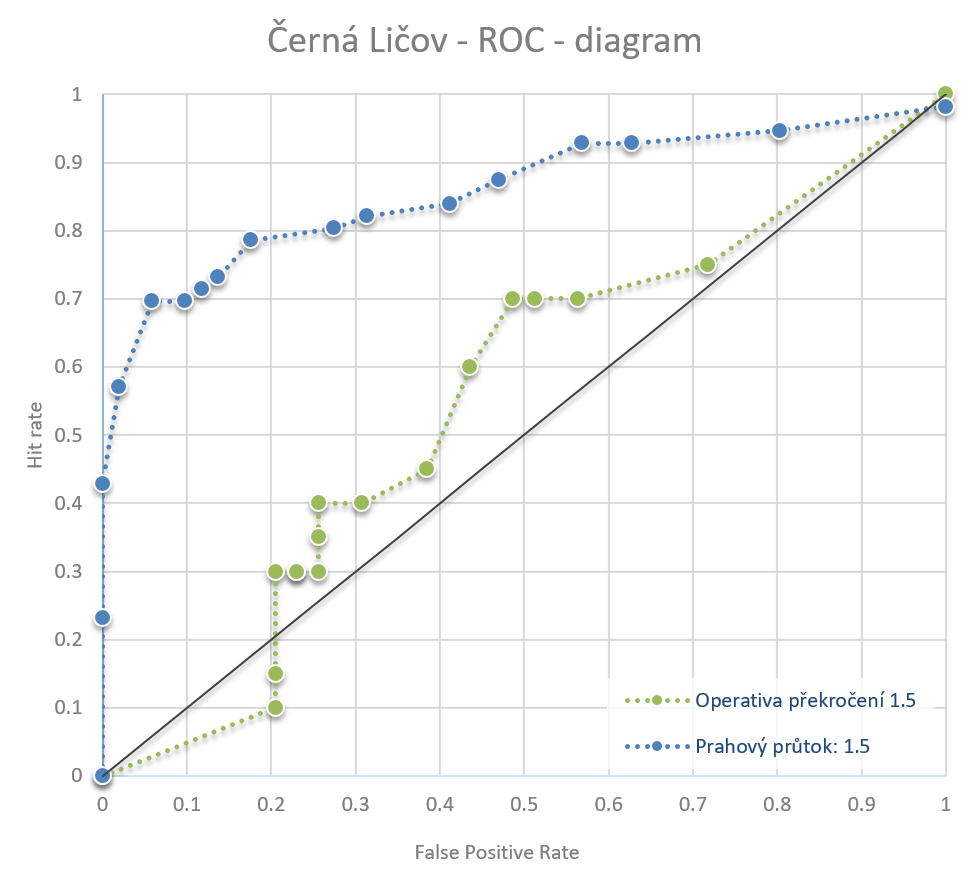 Černá Ličov - ROC - diagram
1
0.9
0.8
0.7
0.6
0.5
0.4
0.3
0.2
0.1
0
Hit rate
Operativa překročení 1.5
Prahový průtok: 1.5
0 0.1 0.2 0.3 0.4 0.5 0.6 0.7 0.8 0.9 1
False Positive Rate